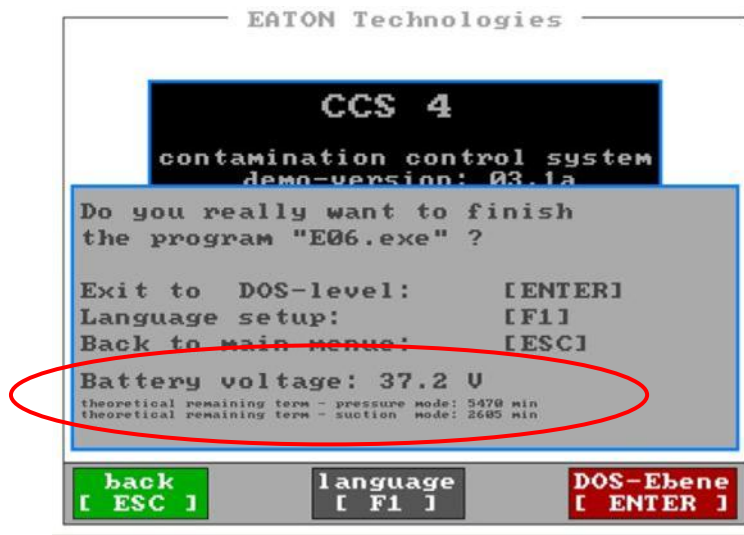 EATON Technologies
CCS 4
contamination control system
demo-version: 03.1a
Do you really want to finish
the program "E06.exe" ?
Exit to DOS-level: [ENTER]
Language setup: [F1]
Back to main menue: [ESC]
Battery voltage: 37.2 V
theoretical remaining term - pressure mode: 5470 min
theoretical remaining term - suction mode: 2605 min
back language DOS-Ebene
[ ESC ] [ F1 ] [ ENTER ]